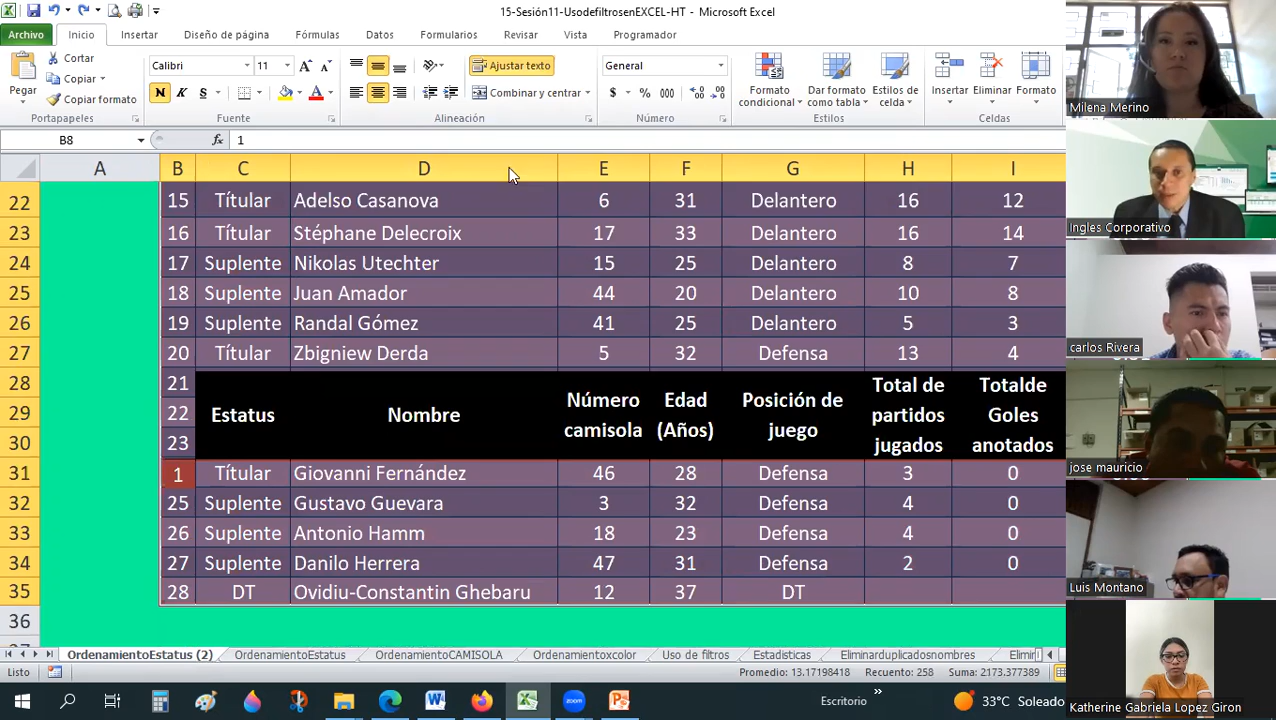 15-Sesión11-UsodefiltrosenEXCEL-HT - Microsoft Excel
Archivo Inicio Insertar Diseño de página Fórmulas Datos Revisar Vista Programador
Cortar
Copiar
Copiar formato
Pegar
Portapapeles
Calibri 11
N K S A A
Fuente
Ajustar texto
Combinar y centrar
Alineación
General
$ % 000
Número
Formato condicional
Dar formato como tabla
Estilos de celda
Estilos
Insertar Eliminar Formato
Celdas
B8 fx 1
A B C D E F G H I
22 15 Títular Adelso Casanova 6 31 Delantero 16 12
23 16 Títular Stéphane Delecroix 17 33 Delantero 16 14
24 17 Suplente Nikolas Utechter 15 25 Delantero 8 7
25 18 Suplente Juan Amador 44 20 Delantero 10 8
26 19 Suplente Randal Gómez 41 25 Delantero 5 3
27 20 Títular Zbigniew Derda 5 32 Defensa 13 4
28 21
29 22
30 23
Estatus Nombre Número camisola Edad (Años) Posición de juego Total de partidos jugados Totalde Goles anotados
31 1 Títular Giovanni Fernández 46 28 Defensa 3 0
32 25 Suplente Gustavo Guevara 3 32 Defensa 4 0
33 26 Suplente Antonio Hamm 18 23 Defensa 4 0
34 27 Suplente Danilo Herrera 47 31 Defensa 2 0
35 28 DT Ovidiu-Constantin Ghebaru 12 37 DT
36
OrdenamientoEstatus (2) OrdenamientoEstatus OrdenamientoCAMISOLA Ordenamientoxcolor Uso de filtros Estadisticas Eliminarduplicadosnombres Elimir
Listo Promedio: 13.17198418 Recuento: 258 Suma: 2173.377389
Escritorio » 33°C Soleado
Milena Merino
Ingles Corporativo
carlos Rivera
jose mauricio
Luis Montano
Katherine Gabriela Lopez Giron